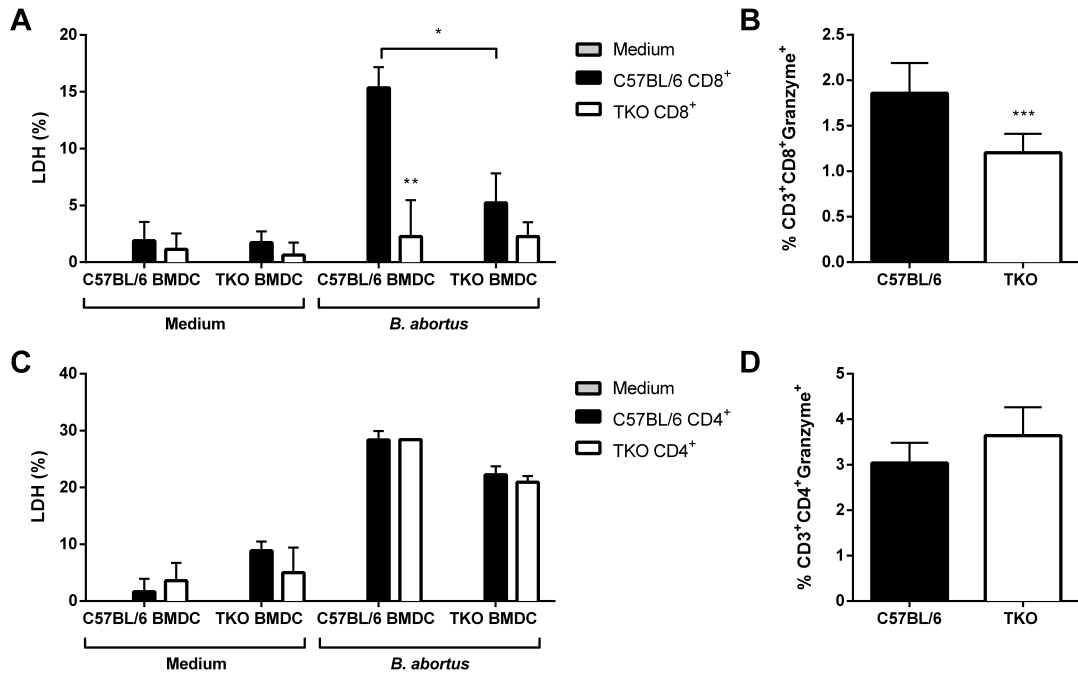 A
LDH (%)
20
15
10
5
0
*
**
C57BL/6 BMDC TKO BMDC C57BL/6 BMDC TKO BMDC
Medium B. abortus
Medium
C57BL/6 CD8+
TKO CD8+
B
% CD3+CD8+Granzyme+
2.5
2.0
1.5
1.0
0.5
0.0
***
C57BL/6 TKO
C
LDH (%)
40
30
20
10
0
C57BL/6 BMDC TKO BMDC C57BL/6 BMDC TKO BMDC
Medium B. abortus
Medium
C57BL/6 CD4+
TKO CD4+
D
% CD3+CD4+Granzyme+
5
4
3
2
1
0
C57BL/6 TKO